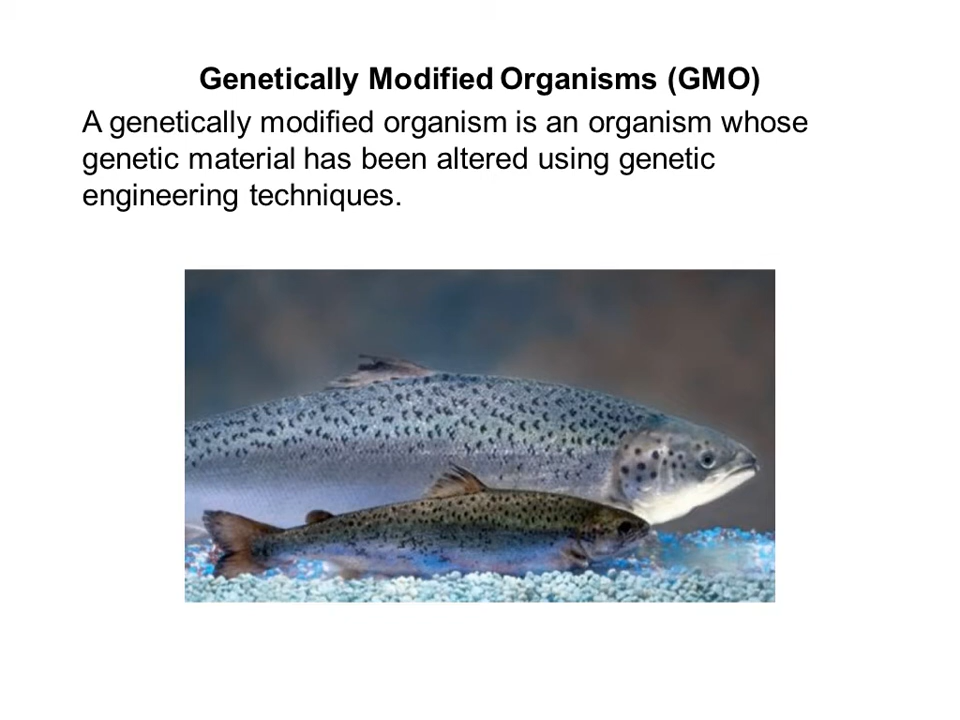 Genetically Modified Organisms (GMO)
A genetically modified organism is an organism whose
genetic material has been altered using genetic
engineering techniques.